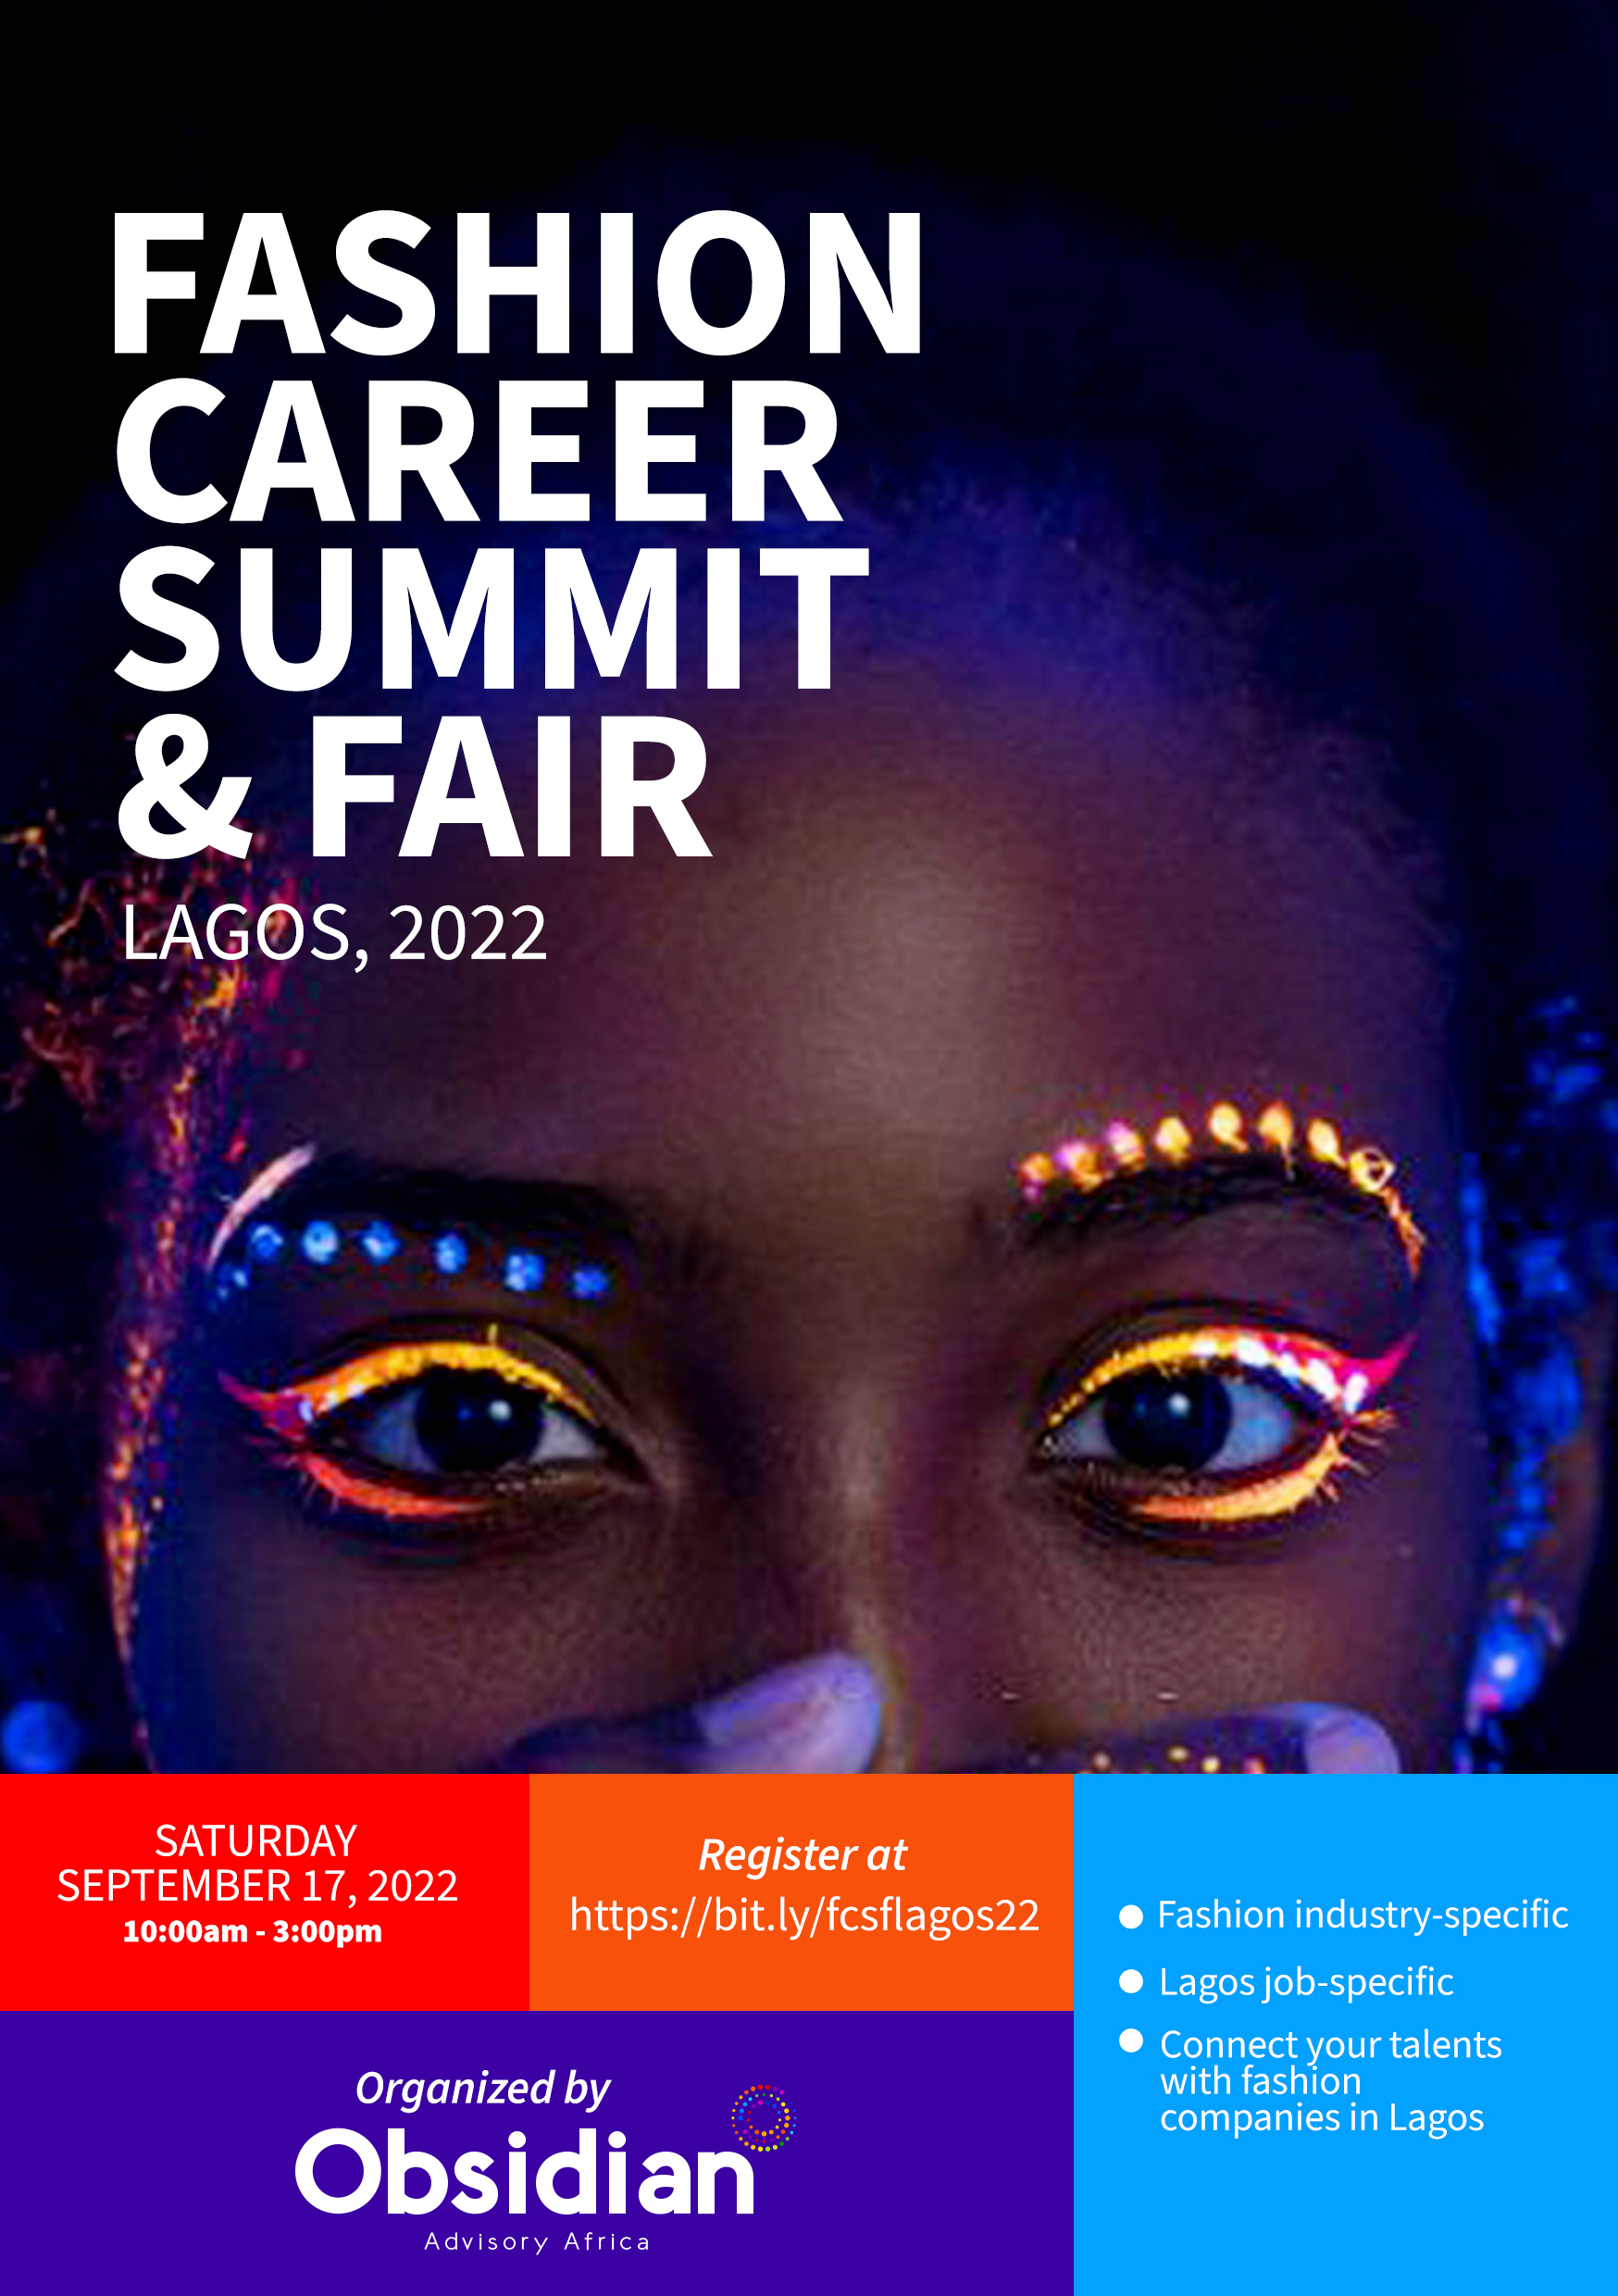 FASHION
CAREER
SUMMIT
& FAIR
LAGOS, 2022
SATURDAY
SEPTEMBER 17, 2022
10:00am - 3:00pm
Register at
https://bit.ly/fcsflagos22
Fashion industry-specific
Lagos job-specific
Connect your talents
with fashion
companies in Lagos
Organized by
Obsidian
Advisory Africa